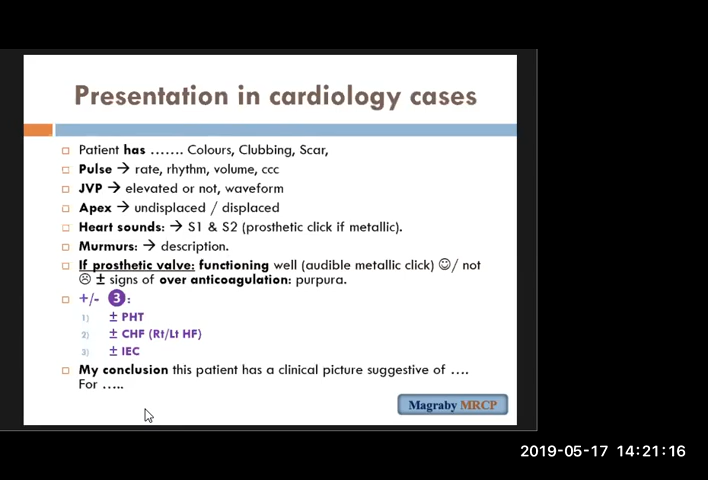 Presentation in cardiology cases
Patient has ……. Colours, Clubbing, Scar,
Pulse → rate, rhythm, volume, ccc
JVP → elevated or not, waveform
Apex → undisplaced / displaced
Heart sounds: → S1 & S2 (prosthetic click if metallic).
Murmurs: → description.
If prosthetic valve: functioning well (audible metallic click) ☺/ not
☹ ± signs of over anticoagulation: purpura.
+/- 3:
1) ± PHT
2) ± CHF (Rt/Lt HF)
3) ± IEC
My conclusion this patient has a clinical picture suggestive of ….
For …..
Magraby MRCP
2019-05-17 14:21:16